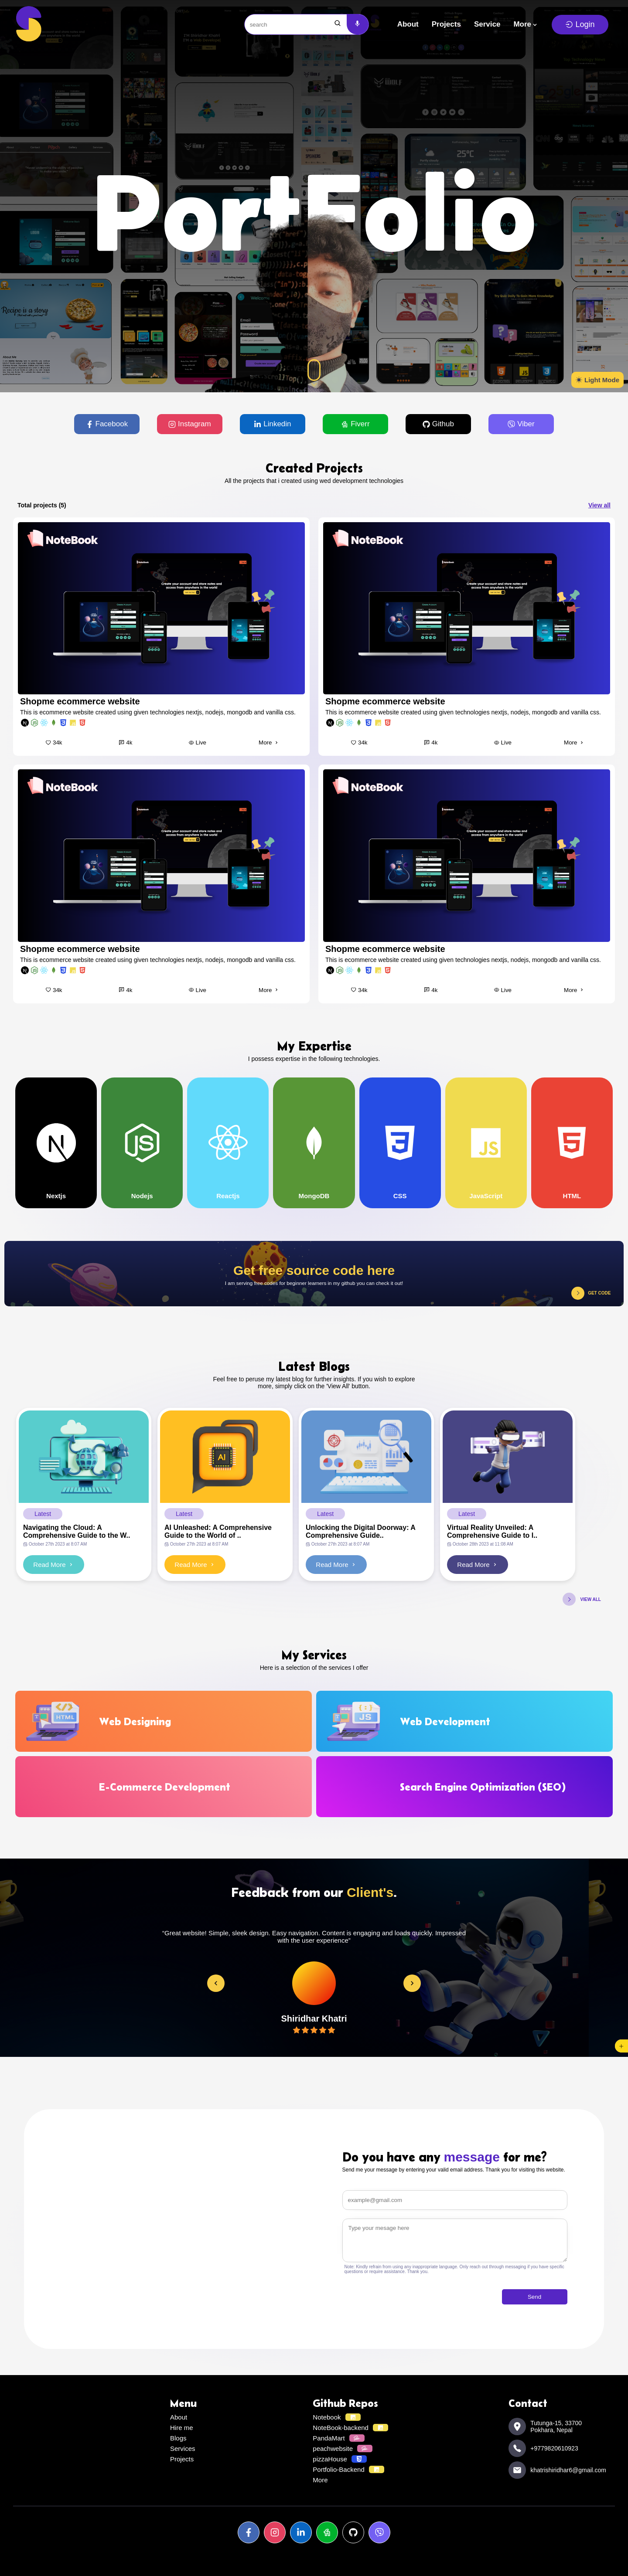 search
About
Projects
Service
More
Login
PortFolio
Light Mode
Facebook
Instagram
Linkedin
Fiverr
Github
Viber
Created Projects
All the projects that i created using wed development technologies
Total projects (5)
View all
NoteBook
Shopme ecommerce website
This is ecommerce website created using given technologies nextjs, nodejs, mongodb and vanilla css.
34k
4k
Live
More
NoteBook
Shopme ecommerce website
This is ecommerce website created using given technologies nextjs, nodejs, mongodb and vanilla css.
34k
4k
Live
More
NoteBook
Shopme ecommerce website
This is ecommerce website created using given technologies nextjs, nodejs, mongodb and vanilla css.
34k
4k
Live
More
NoteBook
Shopme ecommerce website
This is ecommerce website created using given technologies nextjs, nodejs, mongodb and vanilla css.
34k
4k
Live
More
My Expertise
I possess expertise in the following technologies.
Nextjs
Nodejs
Reactjs
MongoDB
CSS
JavaScript
HTML
Get free source code here
I am serving free codes for beginner learners in my github you can check it out!
GET CODE
Latest Blogs
Feel free to peruse my latest blog for further insights. If you wish to explore
more, simply click on the 'View All' button.
Latest
Navigating the Cloud: A
Comprehensive Guide to the W..
October 27th 2023 at 8:07 AM
Read More
AI
Latest
AI Unleashed: A Comprehensive
Guide to the World of ..
October 27th 2023 at 8:07 AM
Read More
Latest
Unlocking the Digital Doorway: A
Comprehensive Guide..
October 27th 2023 at 8:07 AM
Read More
Latest
Virtual Reality Unveiled: A
Comprehensive Guide to I..
October 28th 2023 at 11:08 AM
Read More
VIEW ALL
My Services
Here is a selection of the services I offer
HTML
Web Designing
JS
Web Development
E-Commerce Development
Search Engine Optimization (SEO)
Feedback from our Client's.
"Great website! Simple, sleek design. Easy navigation. Content is engaging and loads quickly. Impressed
with the user experience"
Shiridhar Khatri
Do you have any message for me?
Send me your message by entering your valid email address. Thank you for visiting this website.
example@gmail.com
Type your mesage here
Note: Kindly refrain from using any inappropriate language. Only reach out through messaging if you have specific
questions or require assistance. Thank you.
Send
Menu
About
Hire me
Blogs
Services
Projects
Github Repos
Notebook
NoteBook-backend
PandaMart
peachwebsite
pizzaHouse
Portfolio-Backend
More
Contact
Tutunga-15, 33700
Pokhara, Nepal
+9779820610923
khatrishiridhar6@gmail.com